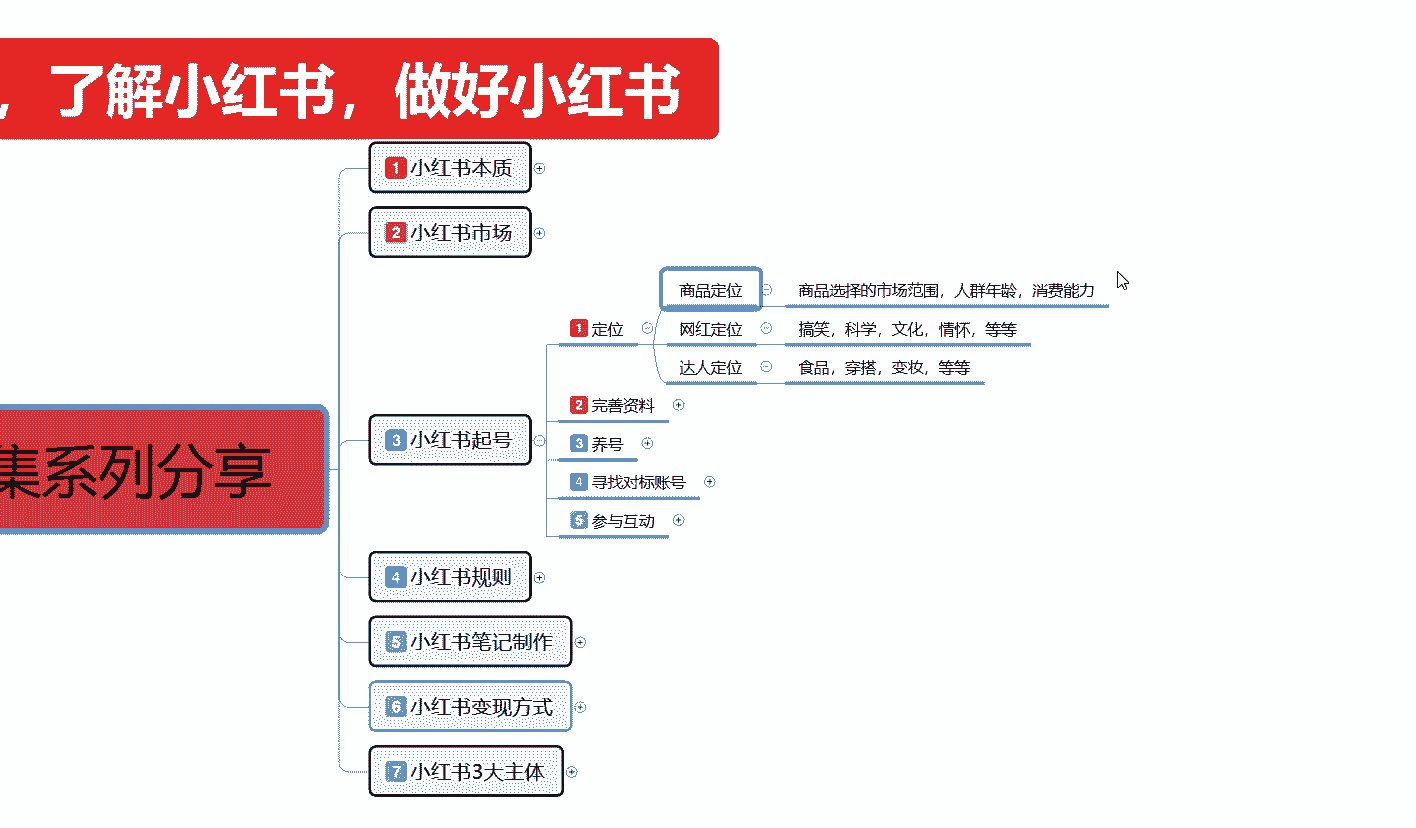 ，了解小红书，做好小红书
1 小红书本质
2 小红书市场
集系列分享
3 小红书起号
1 定位
商品定位
商品选择的市场范围，人群年龄，消费能力
网红定位
搞笑，科学，文化，情怀，等等
达人定位
食品，穿搭，变妆，等等
2 完善资料
3 养号
4 寻找对标账号
5 参与互动
4 小红书规则
5 小红书笔记制作
6 小红书变现方式
7 小红书3大主体